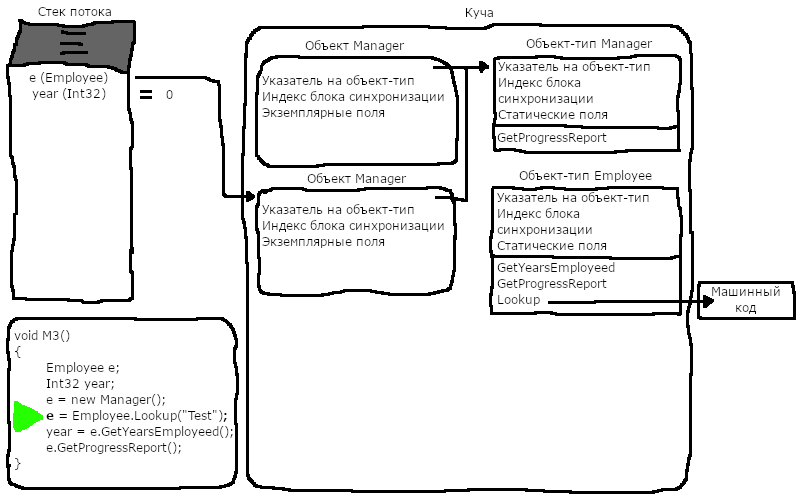 Стек потока
e (Employee)
year (Int32)
= 0
Куча
Объект Manager
Указатель на объект-тип
Индекс блока синхронизации
Экземплярные поля
Объект Manager
Указатель на объект-тип
Индекс блока синхронизации
Экземплярные поля
Объект-тип Manager
Указатель на объект-тип
Индекс блока
синхронизации
Статические поля
GetProgressReport
Объект-тип Employee
Указатель на объект-тип
Индекс блока
синхронизации
Статические поля
GetYearsEmployeed
GetProgressReport
Lookup
Машинный
код
void M3()
{
Employee e;
Int32 year;
e = new Manager();
e = Employee.Lookup("Test");
year = e.GetYearsEmployeed();
e.GetProgressReport();
}